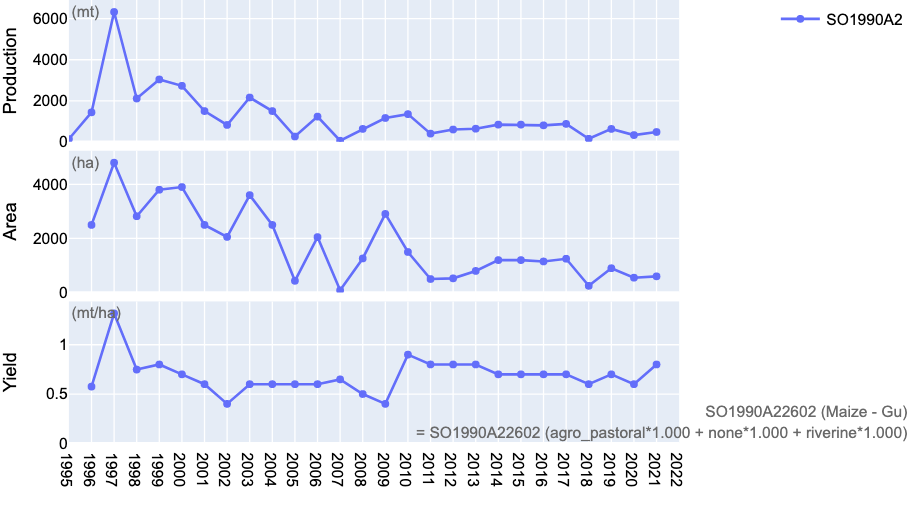 (mt)
SO1990A2
Production
6000
4000
2000
0
(ha)
Area
4000
2000
0
(mt/ha)
Yield
1
0.5
0
SO1990A22602 (Maize - Gu)
= SO1990A22602 (agro_pastoral*1.000 + none*1.000 + riverine*1.000)
1995 1996 1997 1998 1999 2000 2001 2002 2003 2004 2005 2006 2007 2008 2009 2010 2011 2012 2013 2014 2015 2016 2017 2018 2019 2020 2021 2022